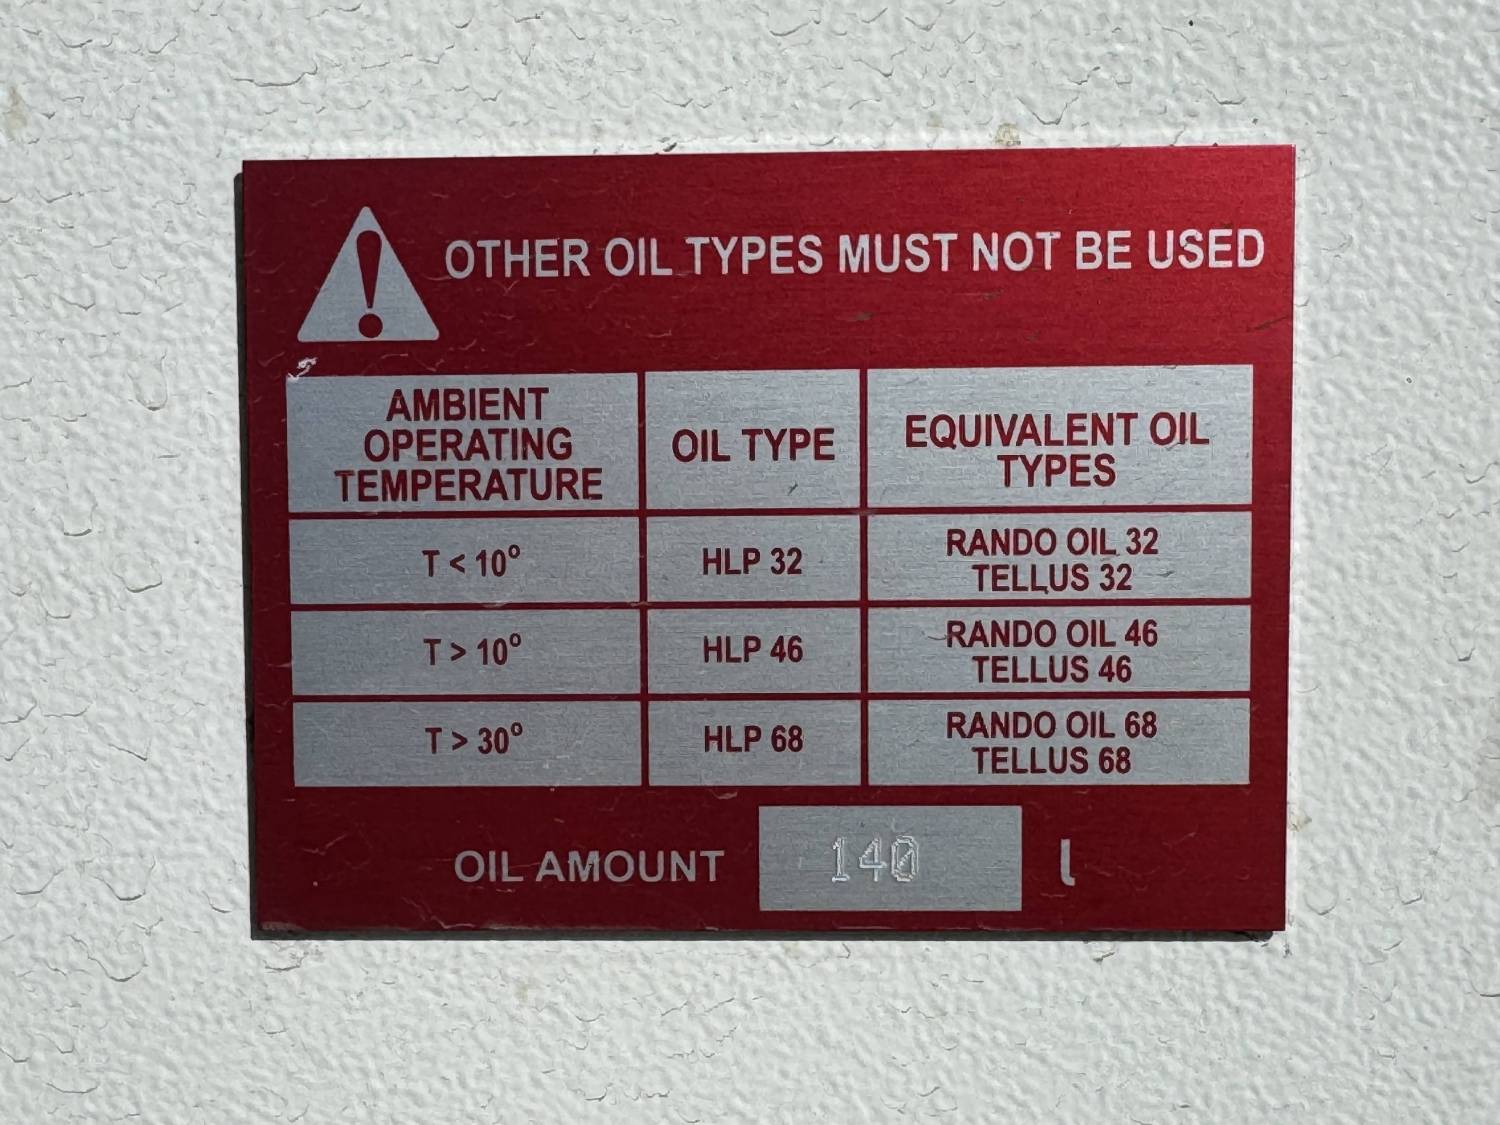 OTHER OIL TYPES MUST NOT BE USED
AMBIENT
OPERATING
TEMPERATURE
OIL TYPE
EQUIVALENT OIL
TYPES
T < 10°
HLP 32
RANDO OIL 32
TELLUS 32
T > 10°
HLP 46
RANDO OIL 46
TELLUS 46
T > 30°
HLP 68
RANDO OIL 68
TELLUS 68
OIL AMOUNT 140 l